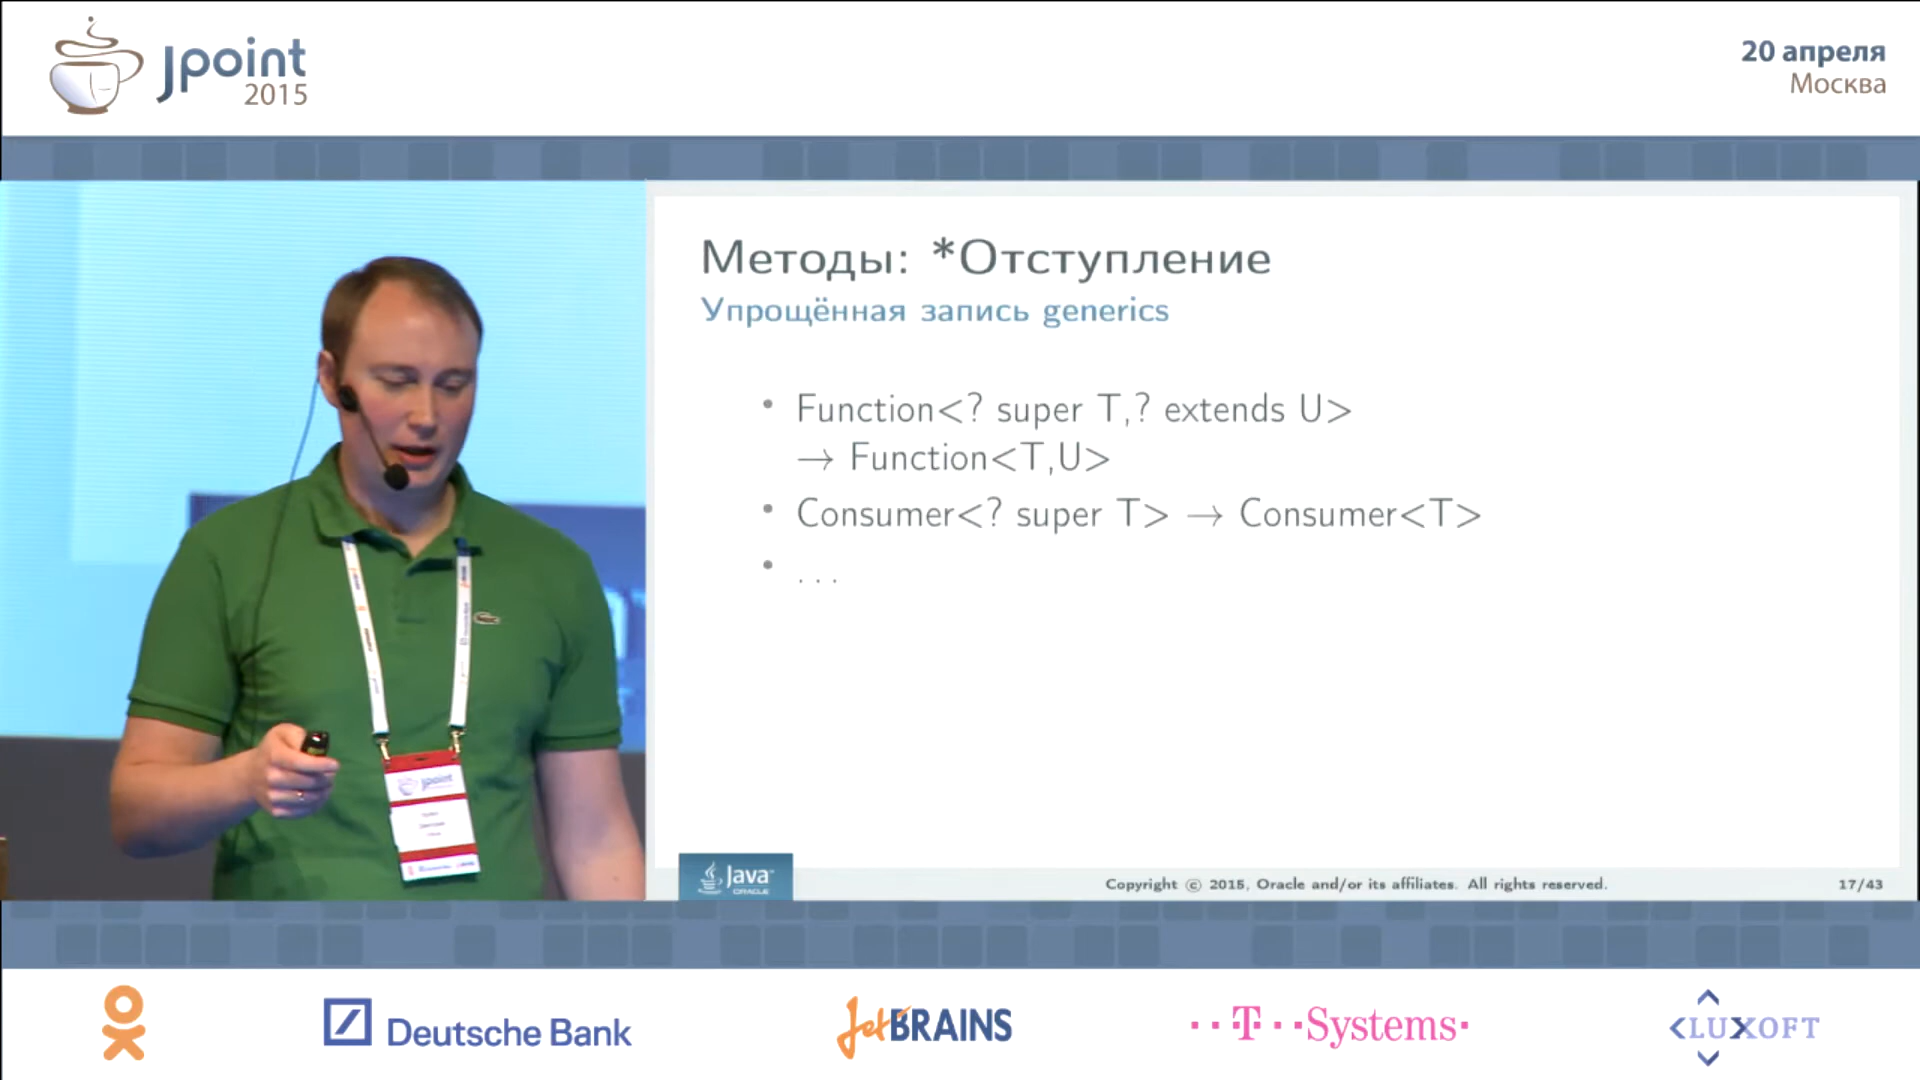 Jpoint
2015
20 апреля
Москва
Методы: *Отступление
Упрощённая запись generics
• Function<? super T,? extends U>
→ Function<T,U>
• Consumer<? super T> → Consumer<T>
• ...
jpoint
Java
ORACLE
Copyright © 2015, Oracle and/or its affiliates. All rights reserved.
17/43
Deutsche Bank
JetBRAINS
··T··Systems·
LUXOFT